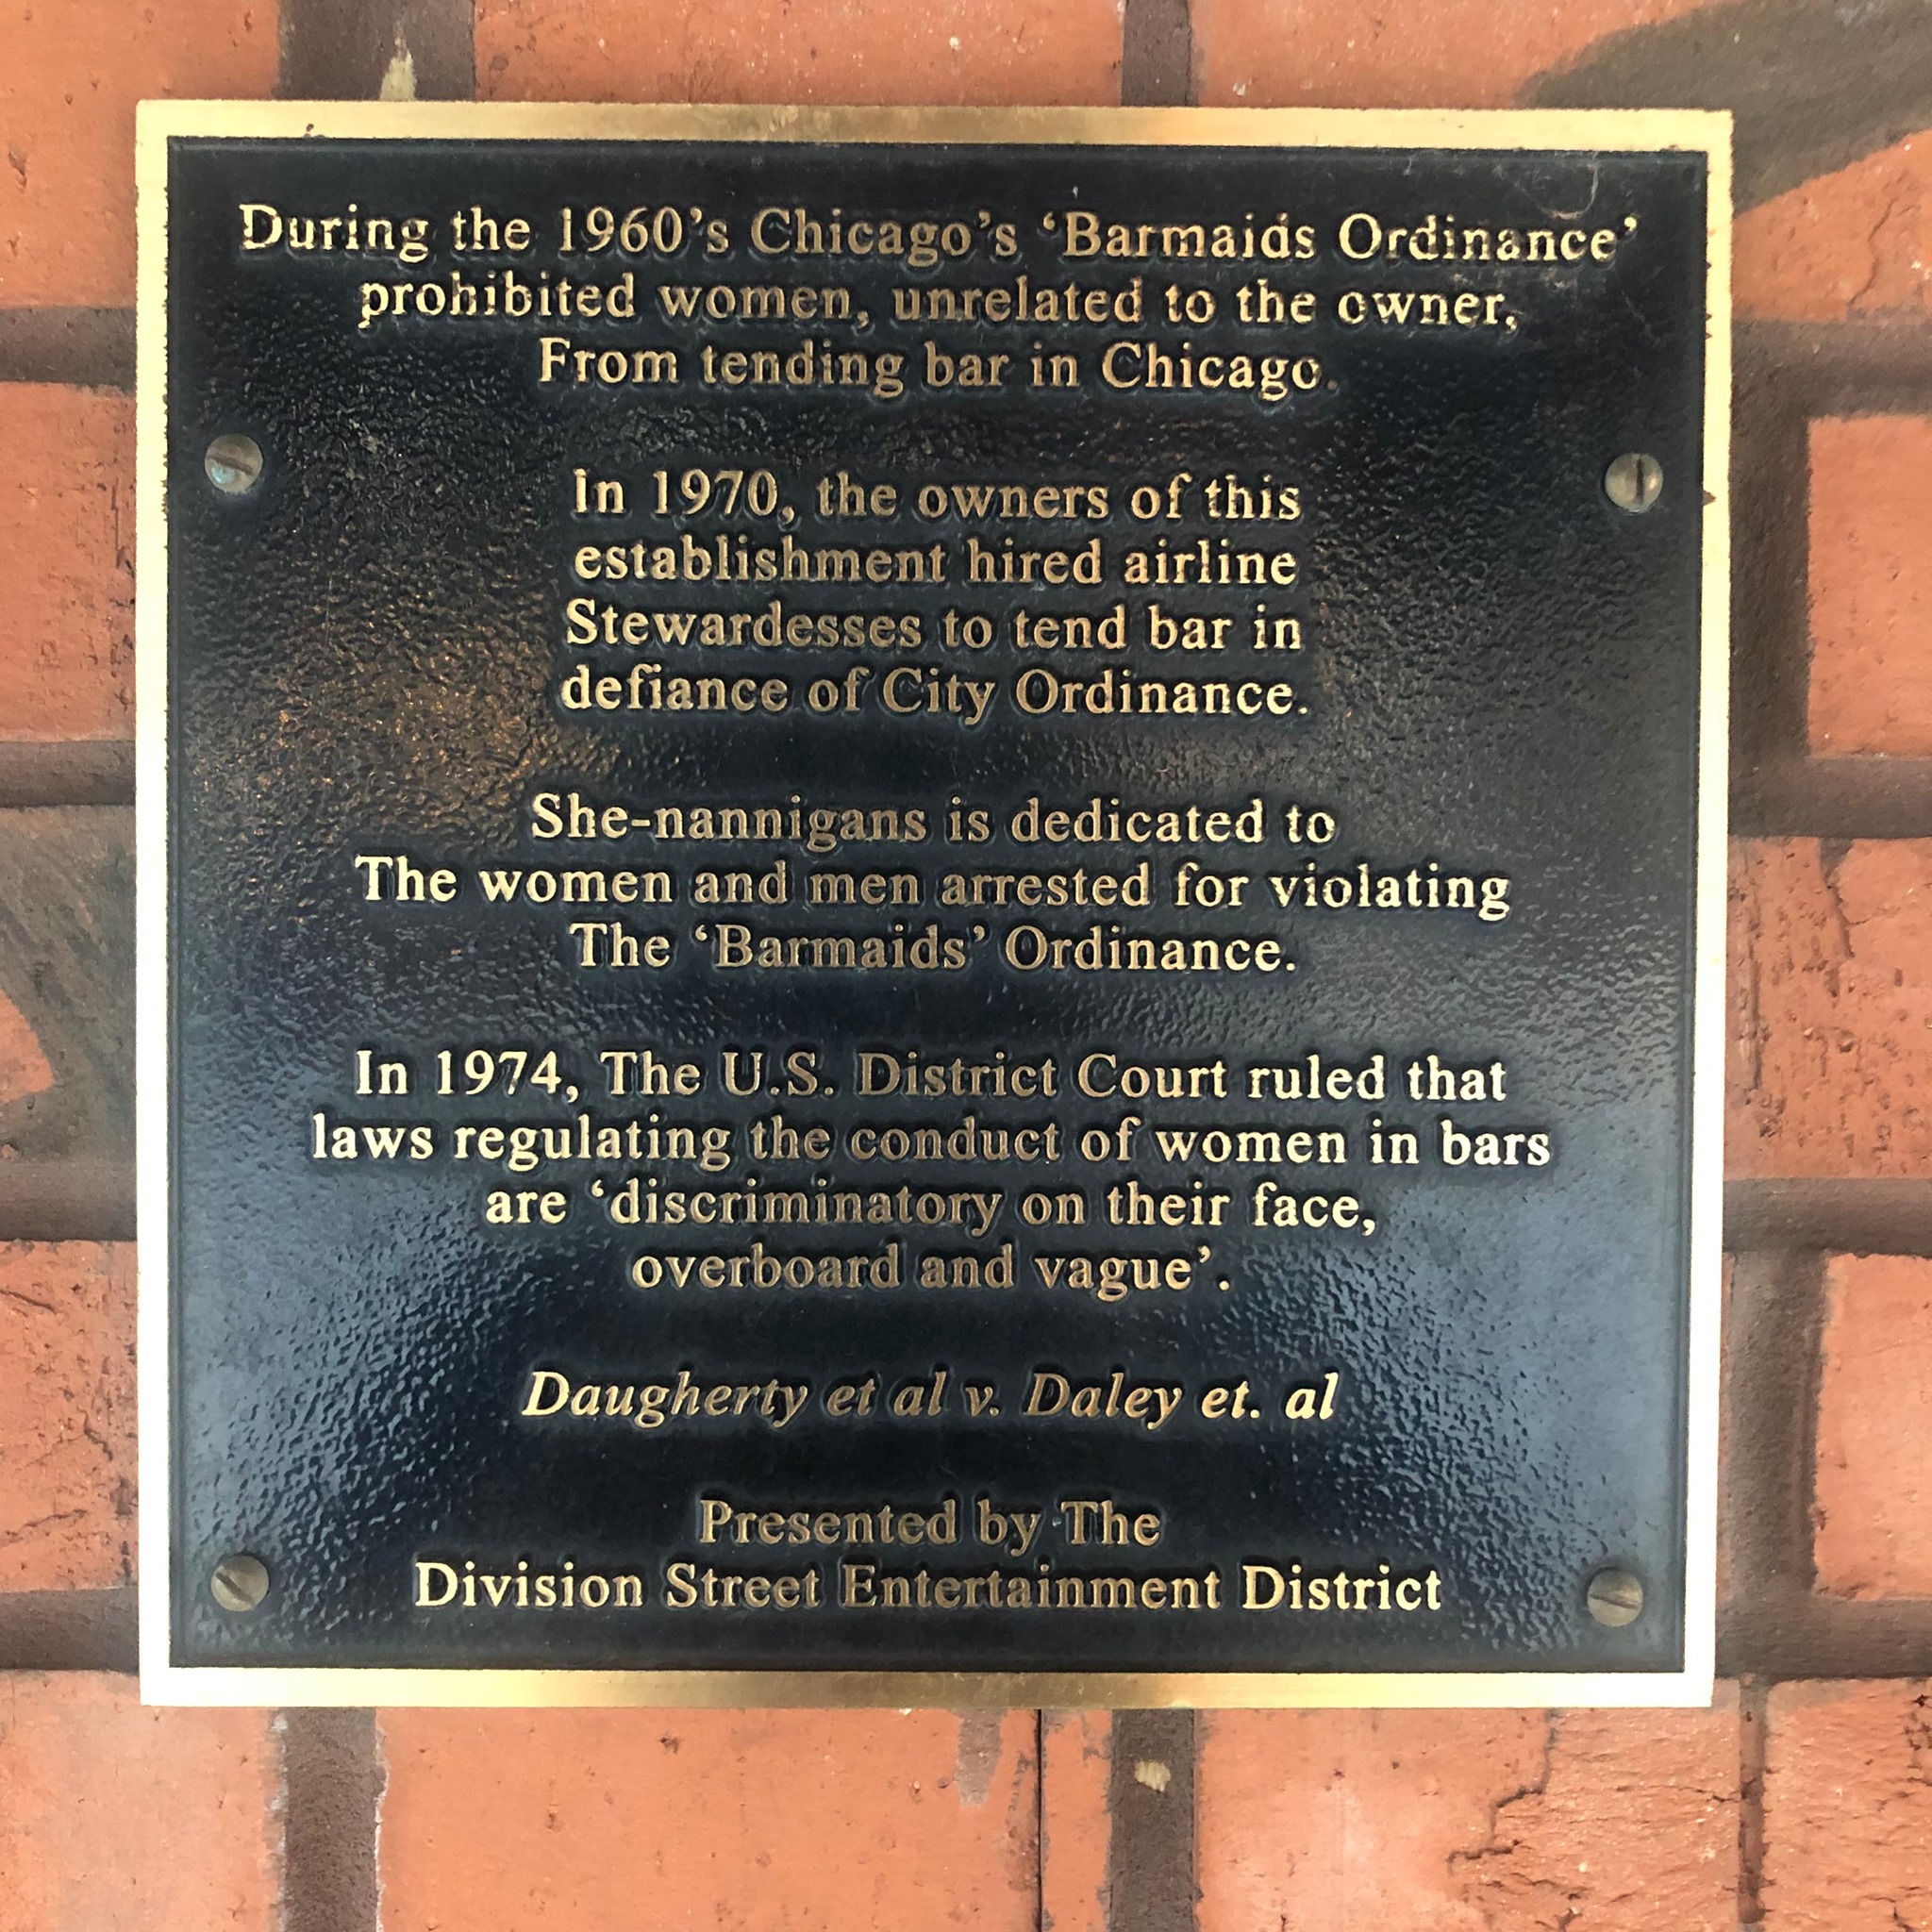 During the 1960's Chicago's 'Barmaids Ordinance'
prohibited women, unrelated to the owner,
From tending bar in Chicago.
In 1970, the owners of this
establishment hired airline
Stewardesses to tend bar in
defiance of City Ordinance.
She-nannigans is dedicated to
The women and men arrested for violating
The 'Barmaids' Ordinance.
In 1974, The U.S. District Court ruled that
laws regulating the conduct of women in bars
are 'discriminatory on their face,
overboard and vague'.
Daugherty et al v. Daley et. al
Presented by The
Division Street Entertainment District